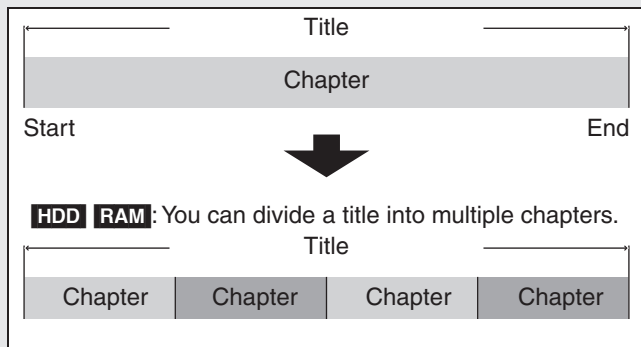 Title
Chapter
Start End
HDD RAM: You can divide a title into multiple chapters.
Title
Chapter Chapter Chapter Chapter